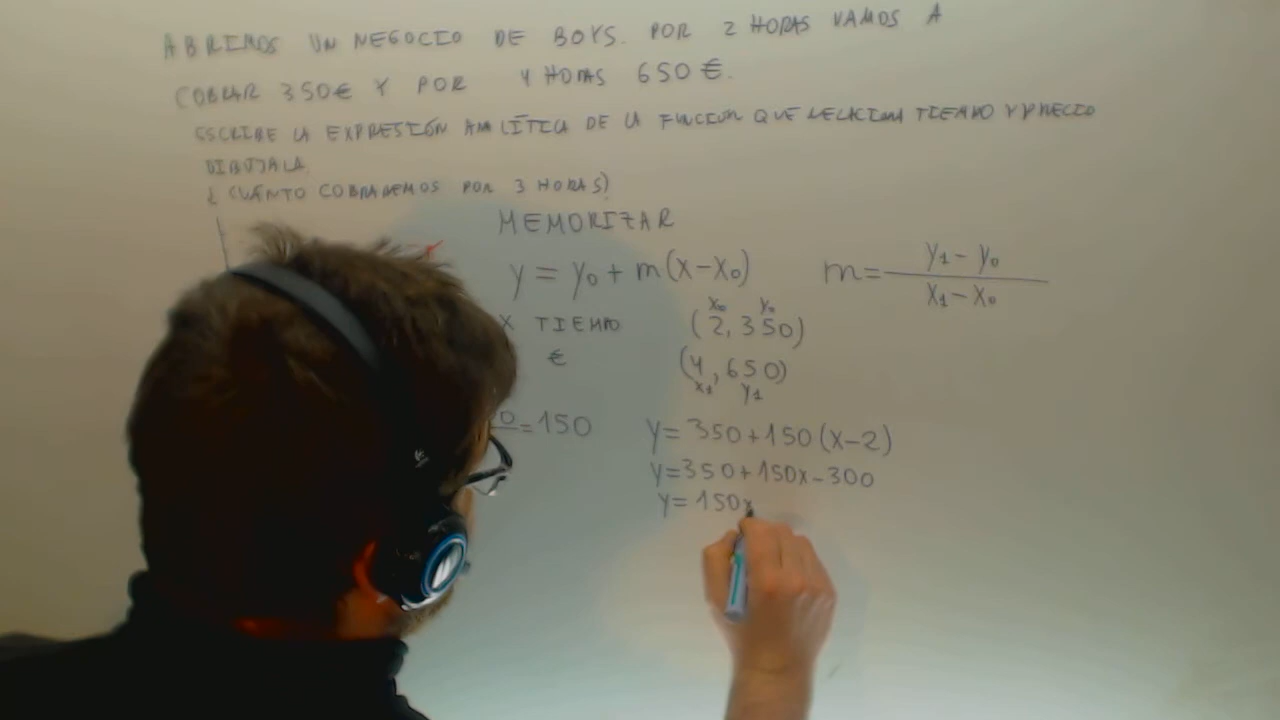 ABRIMOS UN NEGOCIO DE BOYS. POR 2 HORAS VAMOS A
COBRAR 350€ Y POR 4 HORAS 650€.
ESCRIBE LA EXPRESIÓN ANALÍTICA DE LA FUNCIÓN QUE RELACIONA TIEMPO Y PRECIO
DIBUJALA.
¿CUÁNTO COBRAREMOS POR 3 HORAS?
MEMORIZAR
y = y₀ + m(x-x₀) m = y₁ - y₀ / x₁ - x₀
x₀ y₀
X TIEMPO (2, 350)
€ (4, 650)
x₁ y₁
0 = 150 y = 350+150(x-2)
y=350+150x-300
y= 150x